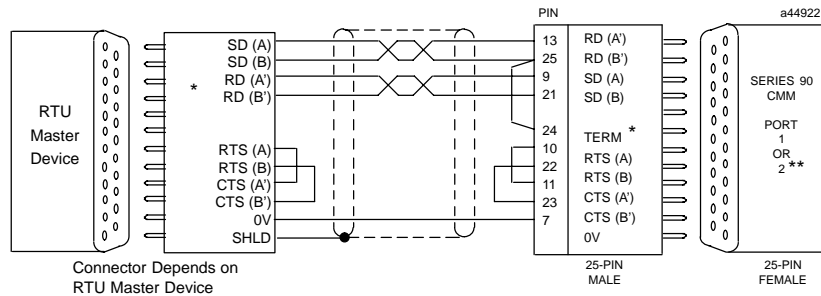 PIN
a44922
RTU
Master
Device
*
SD (A)
SD (B)
RD (A')
RD (B')
RTS (A)
RTS (B)
CTS (A')
CTS (B')
0V
SHLD
13
25
9
21
24
10
22
11
23
7
RD (A')
RD (B')
SD (A)
SD (B)
TERM *
RTS (A)
RTS (B)
CTS (A')
CTS (B')
0V
SERIES 90
CMM
PORT
1
OR
2 **
Connector Depends on
RTU Master Device
25-PIN
MALE
25-PIN
FEMALE